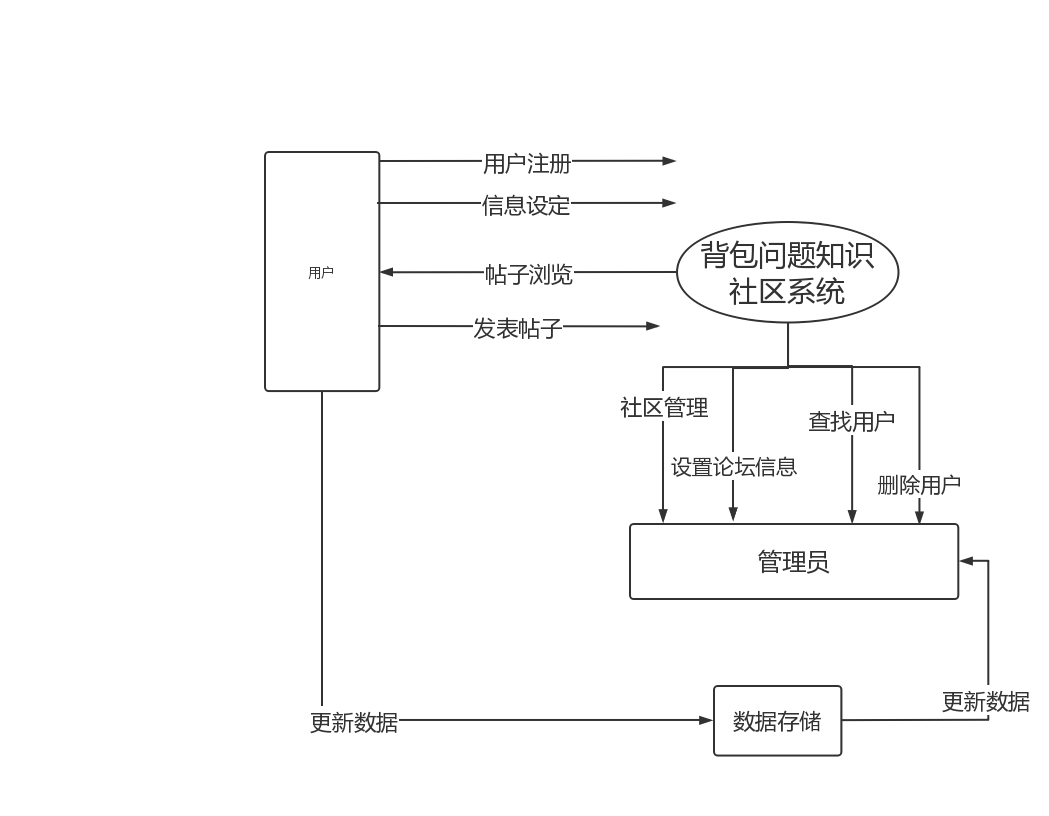 用户注册
信息设定
背包问题知识
社区系统
用户
帖子浏览
发表帖子
社区管理
查找用户
设置论坛信息
删除用户
管理员
更新数据
数据存储
更新数据